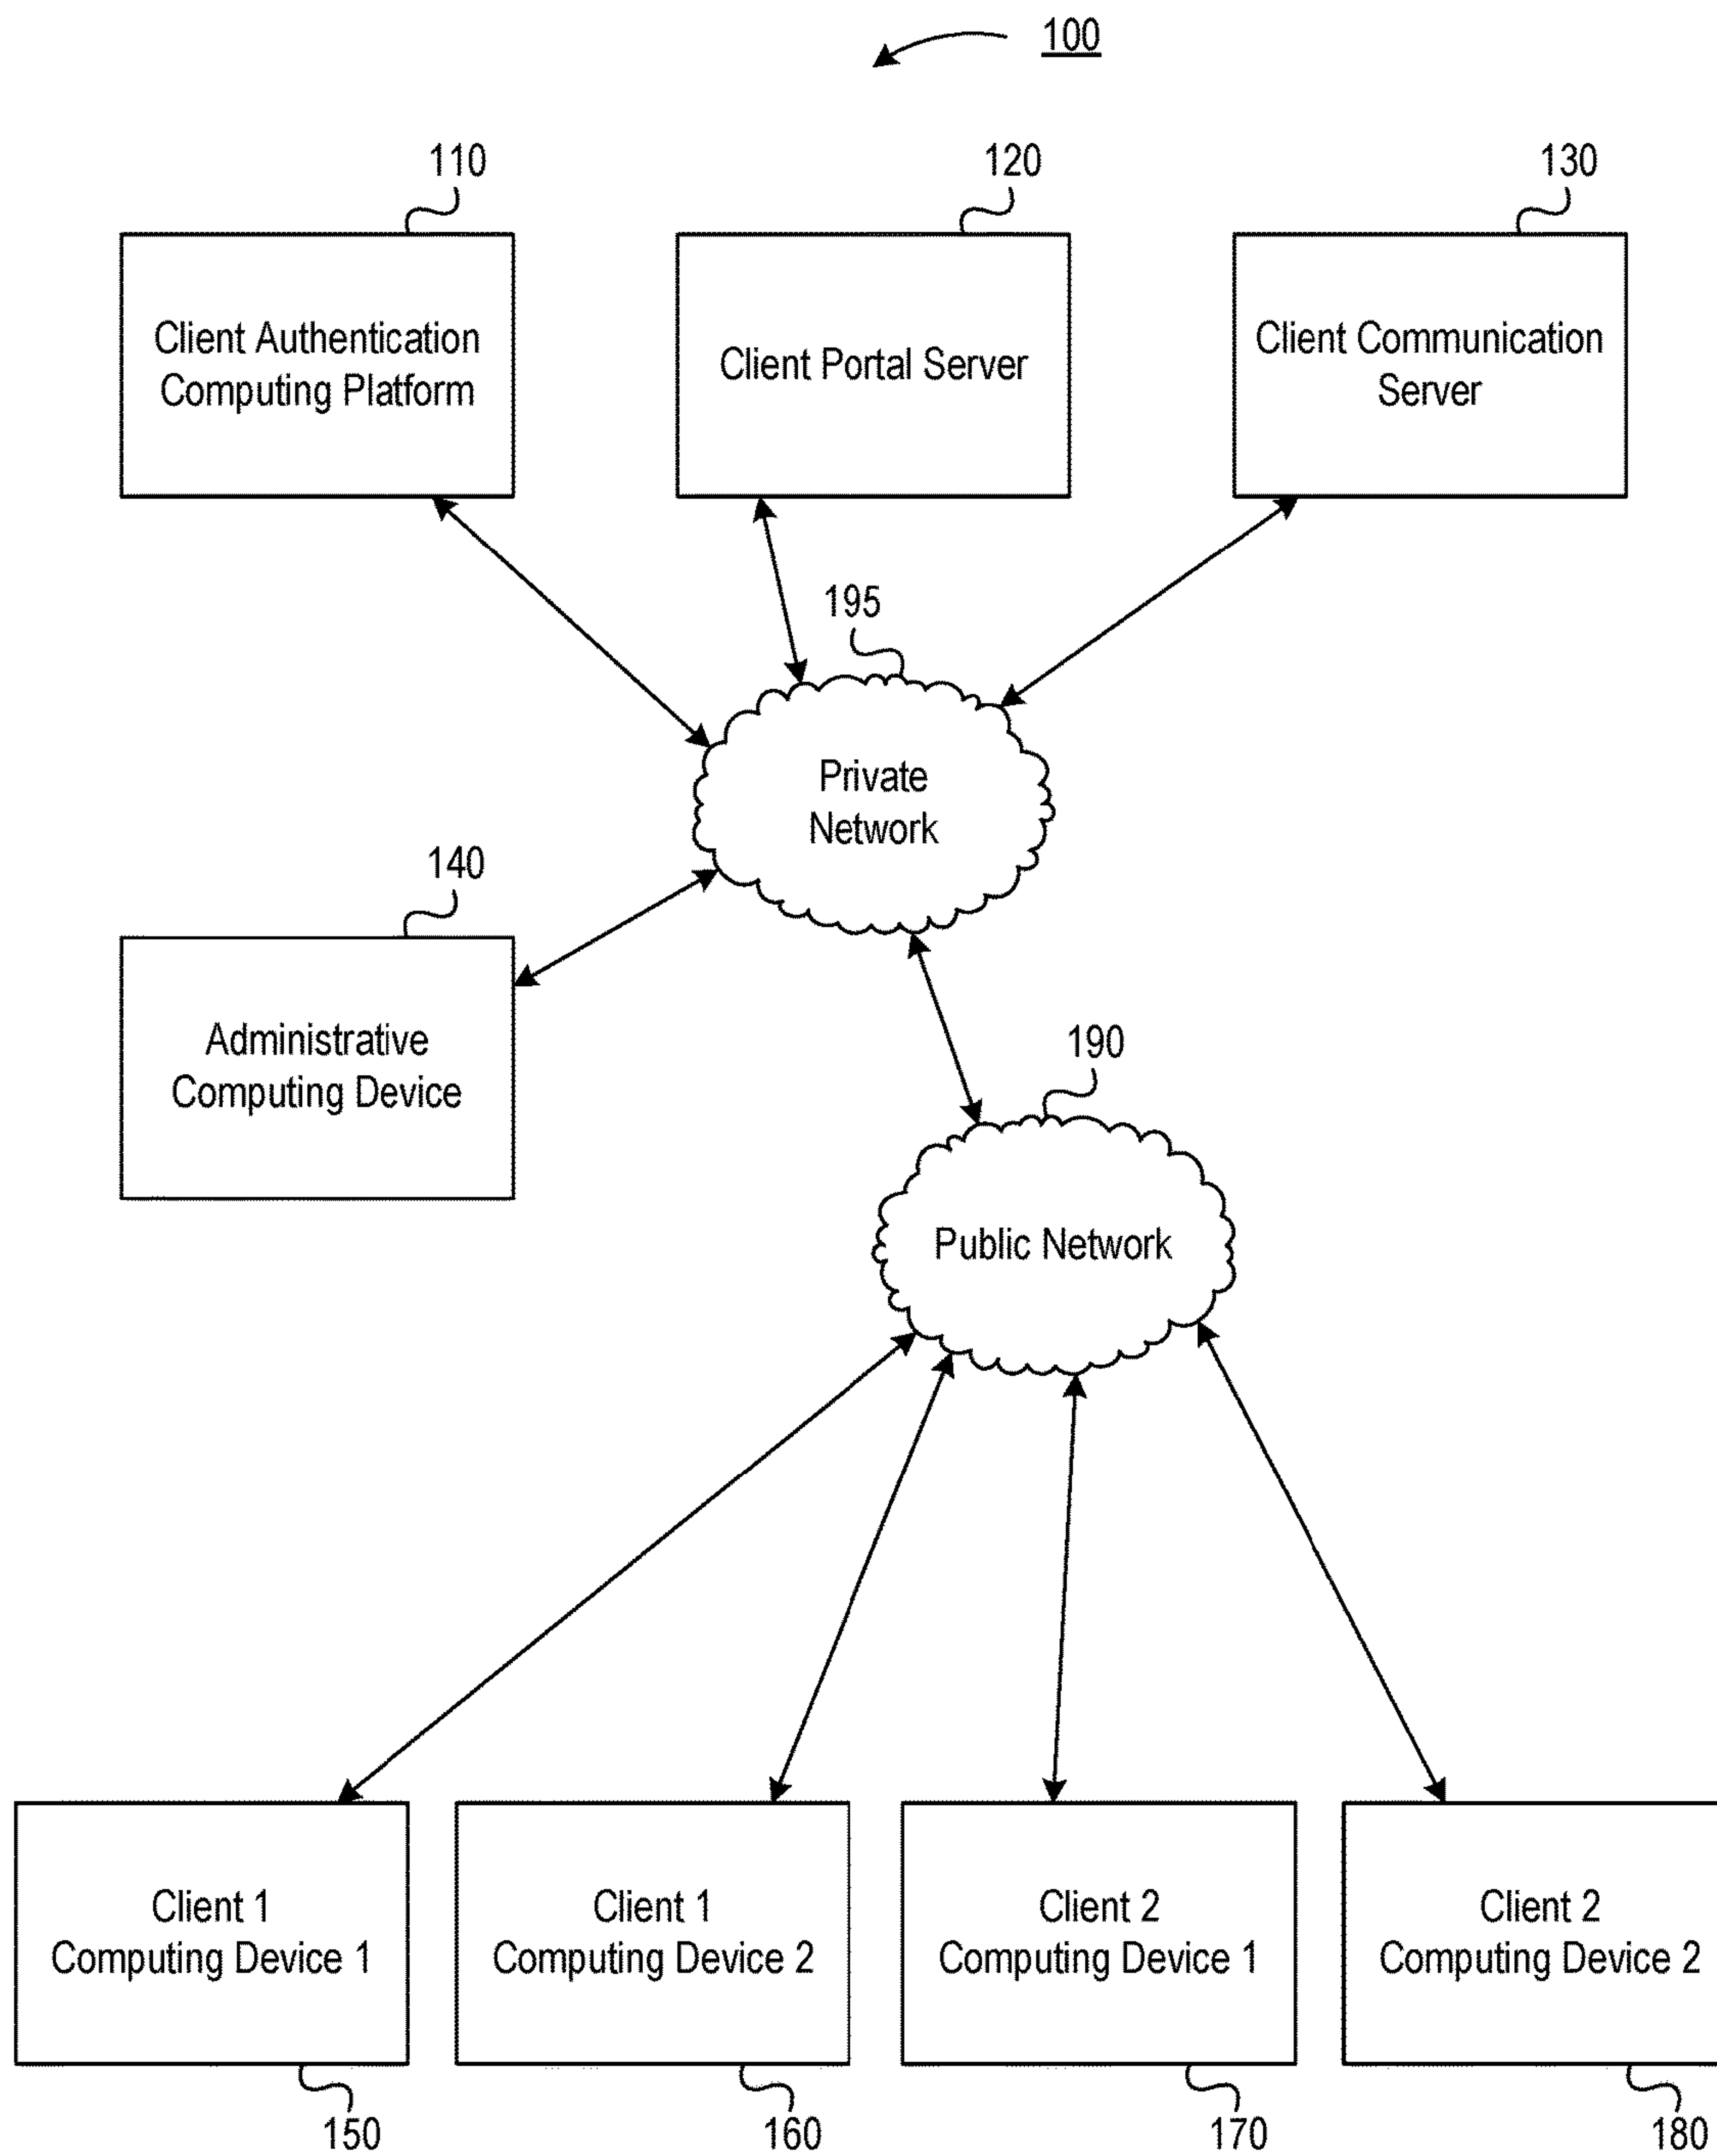 100
110
120
130
Client Authentication
Computing Platform
Client Portal Server
Client Communication
Server
195
Private
Network
140
Administrative
Computing Device
190
Public Network
Client 1
Computing Device 1
Client 1
Computing Device 2
Client 2
Computing Device 1
Client 2
Computing Device 2
150
160
170
180